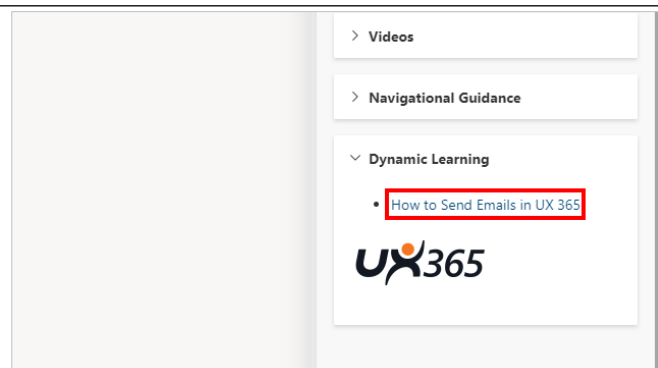 Videos
Navigational Guidance
Dynamic Learning
• How to Send Emails in UX 365
UX365